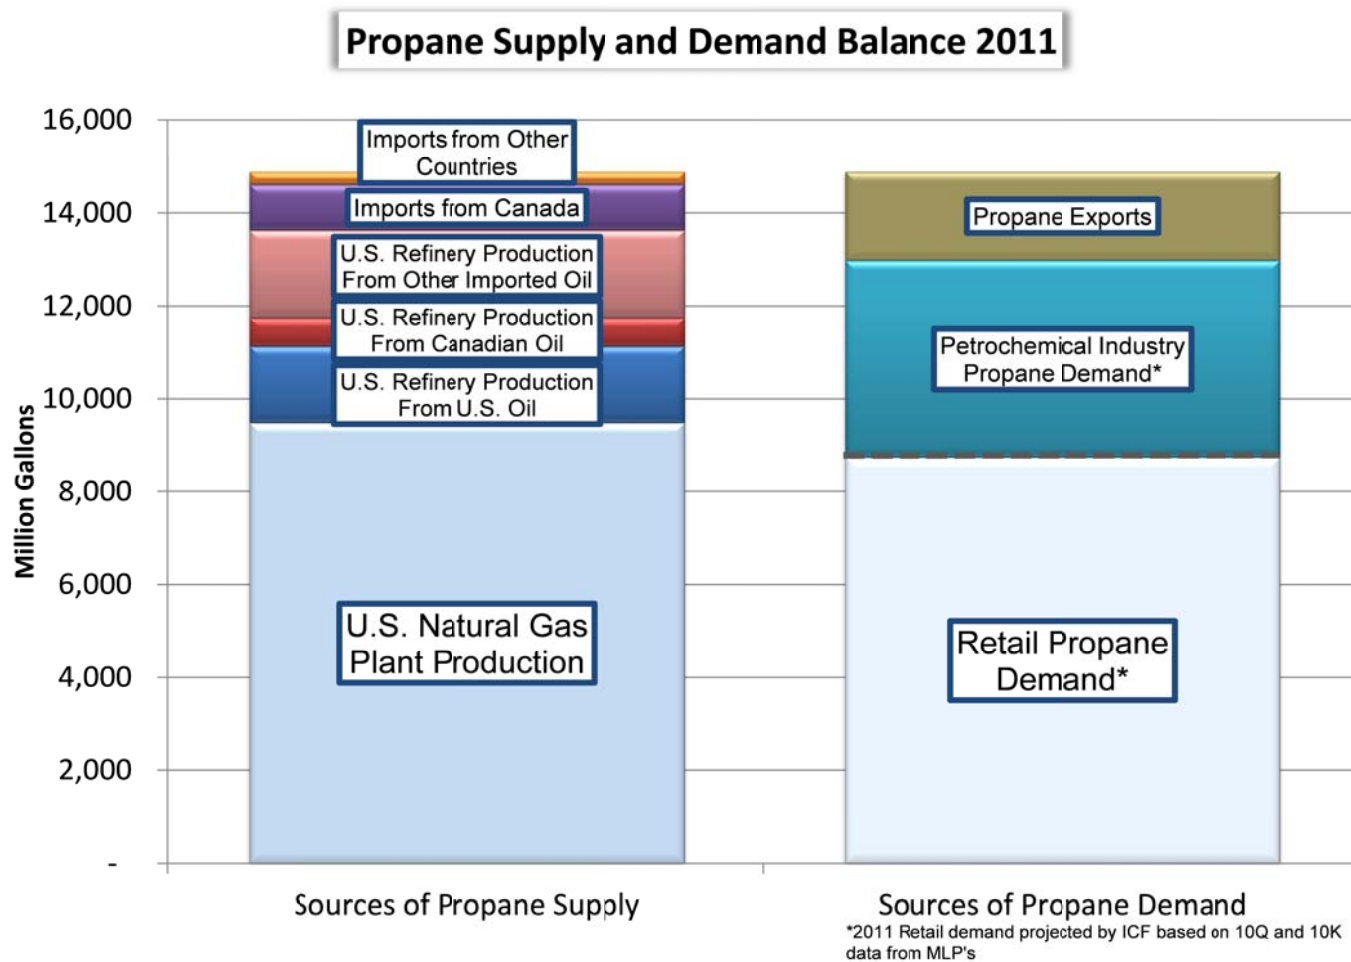 Propane Supply and Demand Balance 2011
16,000
14,000
12,000
10,000
8,000
6,000
4,000
2,000
-
Million Gallons
Imports from Other
Countries
Imports from Canada
U.S. Refinery Production
From Other Imported Oil
U.S. Refinery Production
From Canadian Oil
U.S. Refinery Production
From U.S. Oil
U.S. Natural Gas
Plant Production
Propane Exports
Petrochemical Industry
Propane Demand*
Retail Propane
Demand*
Sources of Propane Supply
Sources of Propane Demand
*2011 Retail demand projected by ICF based on 10Q and 10K
data from MLP's